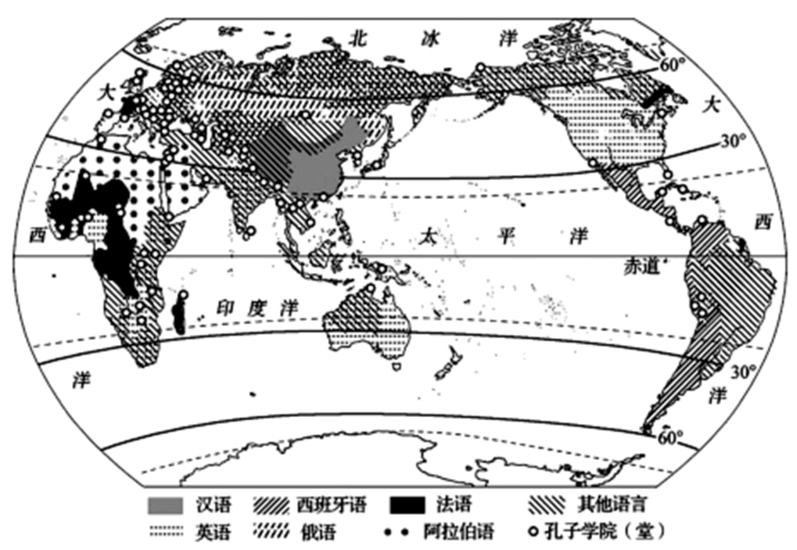 北 冰 洋
60°
大
大
30°
西
太 平 洋
西
赤道
印 度 洋
30°
洋
洋
60°
汉语 西班牙语 法语 其他语言
英语 俄语 阿拉伯语 孔子学院（堂）